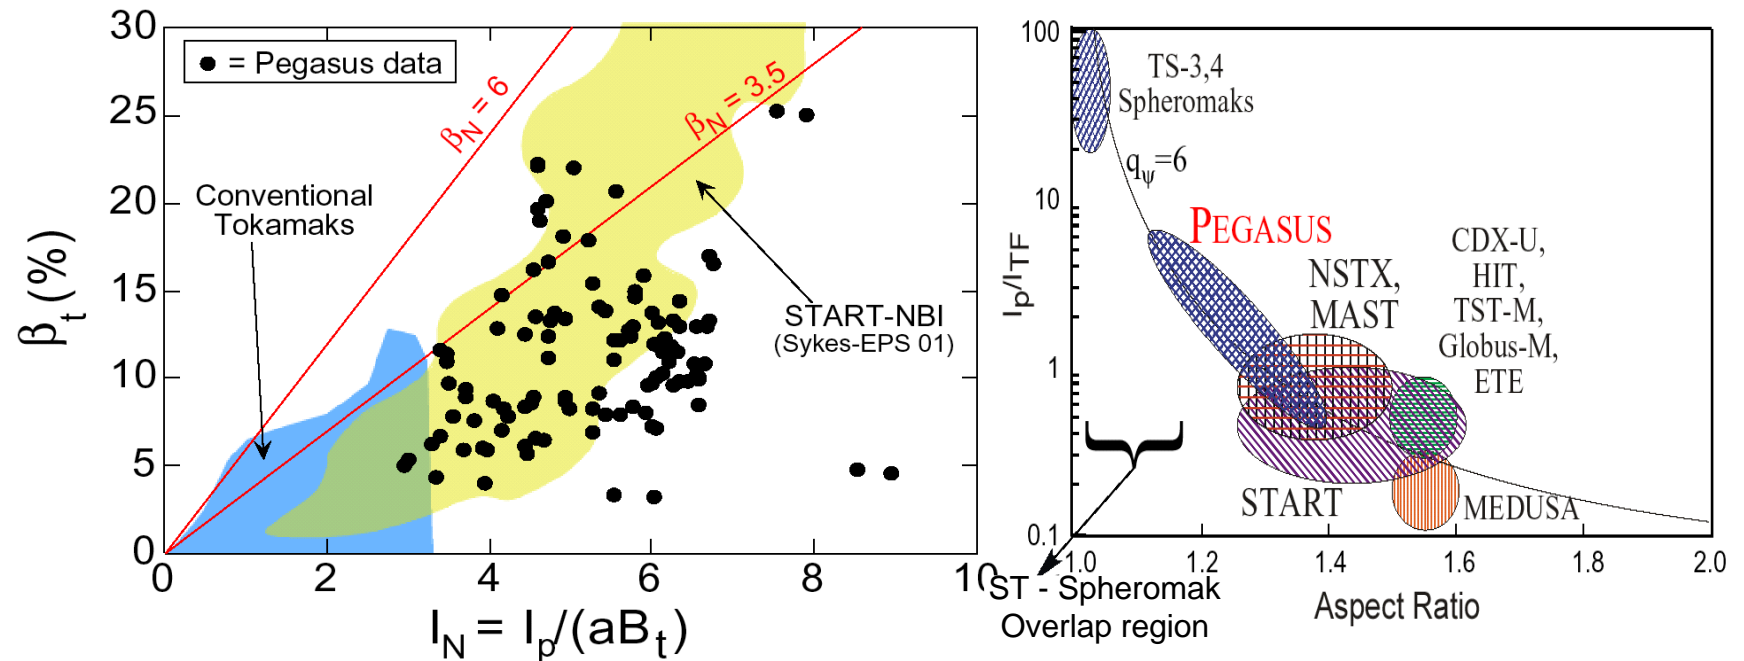 30
25
20
15
10
5
0
β_t (%)
● = Pegasus data
β_N = 6
β_N = 3.5
Conventional
Tokamaks
START-NBI
(Sykes-EPS 01)
0 2 4 6 8 10
I_N = I_p/(aB_t)
100
10
1
0.1
I_p/I_TF
TS-3,4
Spheromaks
q_ψ=6
PEGASUS
NSTX,
MAST
CDX-U,
HIT,
TST-M,
Globus-M,
ETE
START
MEDUSA
1.0 1.2 1.4 1.6 1.8 2.0
Aspect Ratio
ST - Spheromak
Overlap region